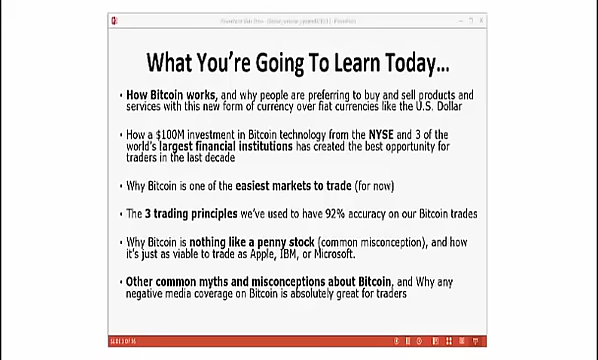 What You're Going To Learn Today...
• How Bitcoin works, and why people are preferring to buy and sell products and
services with this new form of currency over fiat currencies like the U.S. Dollar
• How a $100M investment in Bitcoin technology from the NYSE and 3 of the
world's largest financial institutions has created the best opportunity for
traders in the last decade
• Why Bitcoin is one of the easiest markets to trade (for now)
• The 3 trading principles we've used to have 92% accuracy on our Bitcoin trades
• Why Bitcoin is nothing like a penny stock (common misconception), and how
it's just as viable to trade as Apple, IBM, or Microsoft.
• Other common myths and misconceptions about Bitcoin, and Why any
negative media coverage on Bitcoin is absolutely great for traders